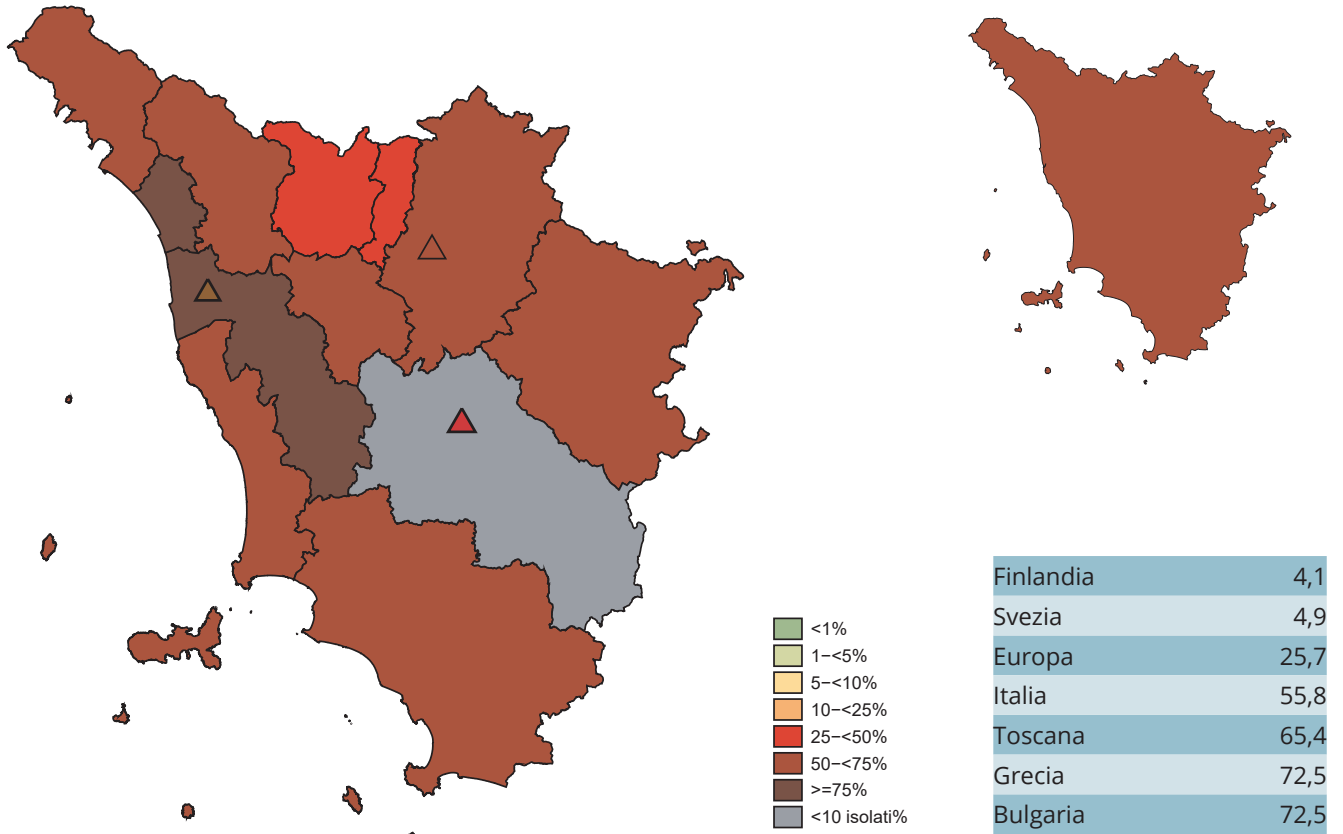 <1%
1−<5%
5−<10%
10−<25%
25−<50%
50−<75%
>=75%
<10 isolati%
Finlandia 4,1
Svezia 4,9
Europa 25,7
Italia 55,8
Toscana 65,4
Grecia 72,5
Bulgaria 72,5